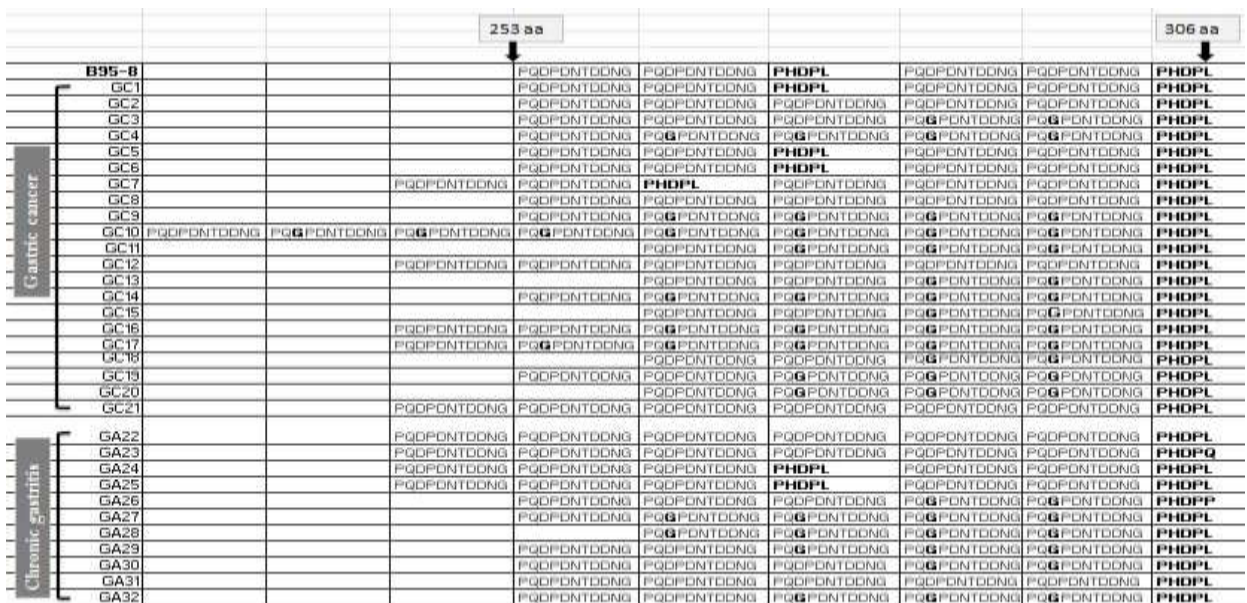 253 aa 306 aa
B95-8 PQDPDNTDDNG PQDPDNTDDNG PHDPL PQDPDNTDDNG PQDPDNTDDNG PHDPL
GC1 PQDPDNTDDNG PQDPDNTDDNG PHDPL PQDPDNTDDNG PQDPDNTDDNG PHDPL
GC2 PQDPDNTDDNG PQDPDNTDDNG PQDPDNTDDNG PQDPDNTDDNG PQDPDNTDDNG PHDPL
GC3 PQDPDNTDDNG PQDPDNTDDNG PQDPDNTDDNG PQGPDNTDDNG PQGPDNTDDNG PHDPL
GC4 PQDPDNTDDNG PQGPDNTDDNG PQGPDNTDDNG PQGPDNTDDNG PQGPDNTDDNG PHDPL
GC5 PQDPDNTDDNG PQDPDNTDDNG PHDPL PQDPDNTDDNG PQDPDNTDDNG PHDPL
GC6 PQDPDNTDDNG PQDPDNTDDNG PHDPL PQDPDNTDDNG PQDPDNTDDNG PHDPL
GC7 PQDPDNTDDNG PQDPDNTDDNG PHDPL PQDPDNTDDNG PQDPDNTDDNG PQDPDNTDDNG PHDPL
GC8 PQDPDNTDDNG PQDPDNTDDNG PQDPDNTDDNG PQDPDNTDDNG PQDPDNTDDNG PHDPL
GC9 PQDPDNTDDNG PQGPDNTDDNG PQGPDNTDDNG PQGPDNTDDNG PQGPDNTDDNG PHDPL
GC10 PQDPDNTDDNG PQGPDNTDDNG PQGPDNTDDNG PQGPDNTDDNG PQGPDNTDDNG PQGPDNTDDNG PQGPDNTDDNG PQGPDNTDDNG PHDPL
GC11 PQDPDNTDDNG PQGPDNTDDNG PQGPDNTDDNG PQGPDNTDDNG PHDPL
GC12 PQDPDNTDDNG PQDPDNTDDNG PQDPDNTDDNG PQDPDNTDDNG PQDPDNTDDNG PQDPDNTDDNG PHDPL
GC13 PQDPDNTDDNG PQDPDNTDDNG PQGPDNTDDNG PQGPDNTDDNG PHDPL
GC14 PQDPDNTDDNG PQGPDNTDDNG PQGPDNTDDNG PQGPDNTDDNG PQGPDNTDDNG PHDPL
GC15 PQDPDNTDDNG PQDPDNTDDNG PQGPDNTDDNG PQGPDNTDDNG PHDPL
GC16 PQDPDNTDDNG PQDPDNTDDNG PQGPDNTDDNG PQGPDNTDDNG PQGPDNTDDNG PQGPDNTDDNG PHDPL
GC17 PQDPDNTDDNG PQGPDNTDDNG PQGPDNTDDNG PQGPDNTDDNG PQGPDNTDDNG PQGPDNTDDNG PHDPL
GC18 PQDPDNTDDNG PQDPDNTDDNG PQGPDNTDDNG PQGPDNTDDNG PHDPL
GC19 PQDPDNTDDNG PQDPDNTDDNG PQGPDNTDDNG PQGPDNTDDNG PQGPDNTDDNG PHDPL
GC20 PQDPDNTDDNG PQGPDNTDDNG PQGPDNTDDNG PQGPDNTDDNG PHDPL
GC21 PQDPDNTDDNG PQDPDNTDDNG PQDPDNTDDNG PQDPDNTDDNG PQDPDNTDDNG PQDPDNTDDNG PHDPL
Gastric cancer
GA22 PQDPDNTDDNG PQDPDNTDDNG PQDPDNTDDNG PQDPDNTDDNG PQDPDNTDDNG PQDPDNTDDNG PHDPL
GA23 PQDPDNTDDNG PQDPDNTDDNG PQDPDNTDDNG PQDPDNTDDNG PQDPDNTDDNG PQDPDNTDDNG PHDPQ
GA24 PQDPDNTDDNG PQDPDNTDDNG PQDPDNTDDNG PHDPL PQDPDNTDDNG PQDPDNTDDNG PHDPL
GA25 PQDPDNTDDNG PQDPDNTDDNG PQDPDNTDDNG PHDPL PQDPDNTDDNG PQDPDNTDDNG PHDPL
GA26 PQDPDNTDDNG PQDPDNTDDNG PQDPDNTDDNG PQGPDNTDDNG PQGPDNTDDNG PHDPP
GA27 PQDPDNTDDNG PQGPDNTDDNG PQGPDNTDDNG PQGPDNTDDNG PQGPDNTDDNG PHDPL
GA28 PQGPDNTDDNG PQGPDNTDDNG PQGPDNTDDNG PQGPDNTDDNG PHDPL
GA29 PQDPDNTDDNG PQDPDNTDDNG PQGPDNTDDNG PQGPDNTDDNG PQGPDNTDDNG PHDPL
GA30 PQDPDNTDDNG PQDPDNTDDNG PQGPDNTDDNG PQGPDNTDDNG PQGPDNTDDNG PHDPL
GA31 PQDPDNTDDNG PQDPDNTDDNG PQDPDNTDDNG PQDPDNTDDNG PQDPDNTDDNG PHDPL
GA32 PQDPDNTDDNG PQDPDNTDDNG PQGPDNTDDNG PQGPDNTDDNG PQGPDNTDDNG PHDPL
Chronic gastritis